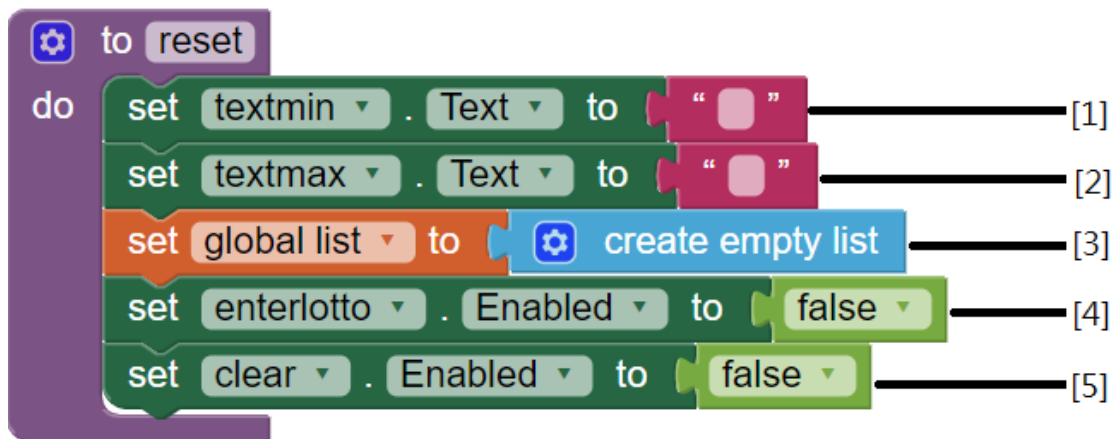 to reset
do set textmin . Text to “ ” [1]
set textmax . Text to “ ” [2]
set global list to create empty list [3]
set enterlotto . Enabled to false [4]
set clear . Enabled to false [5]